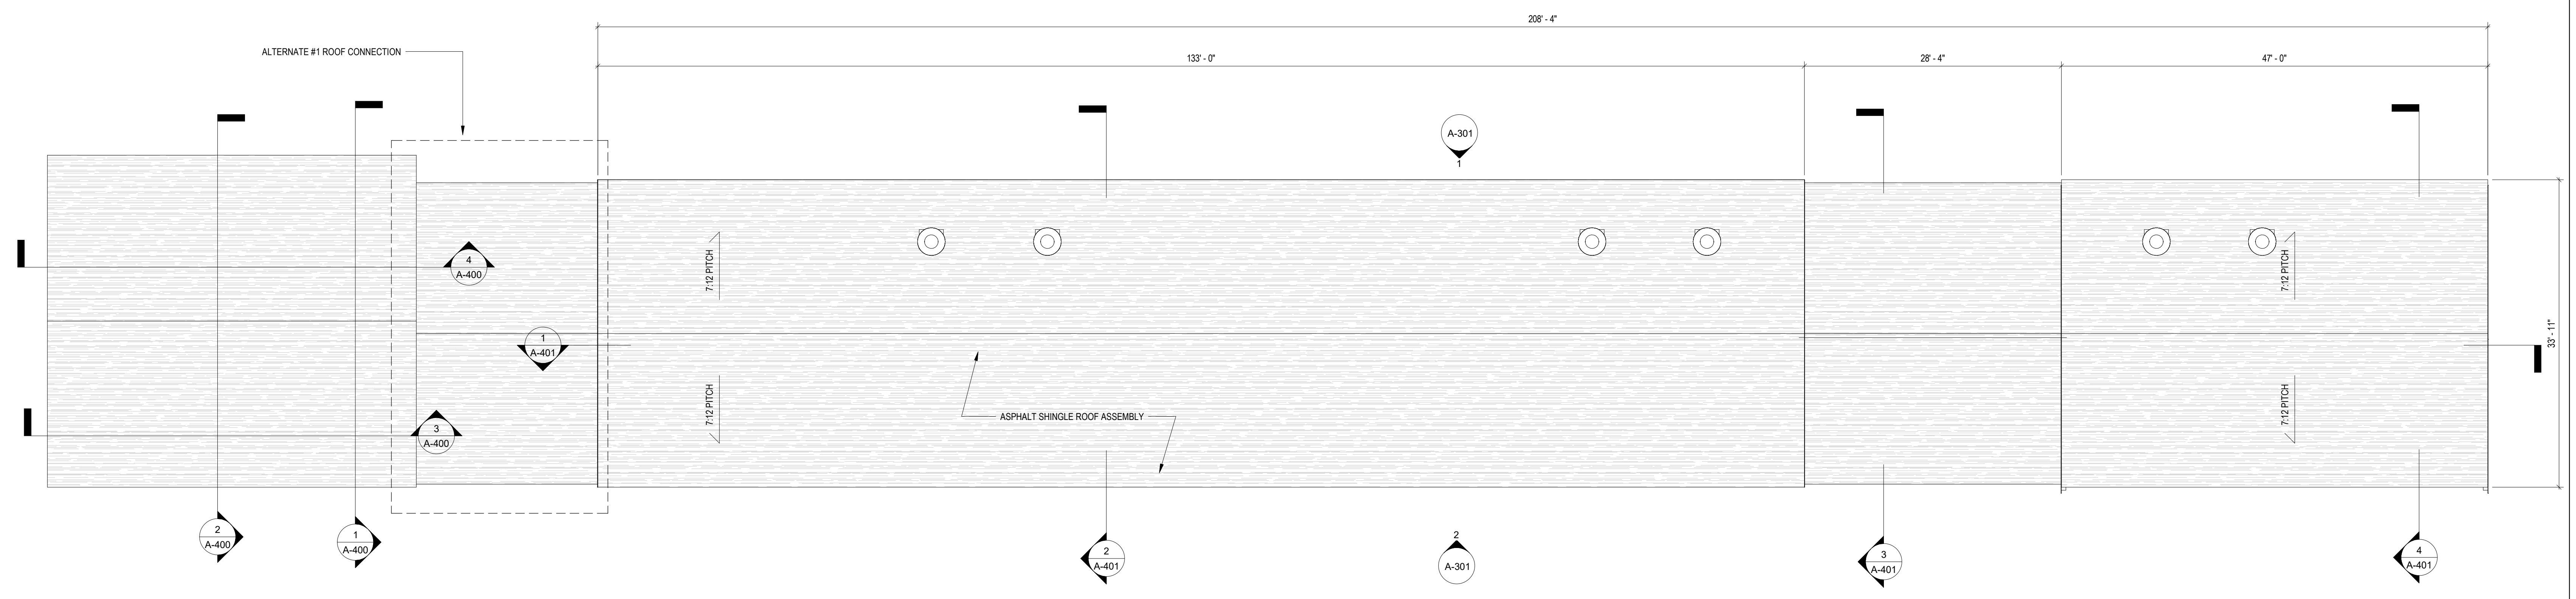 208' - 4"
ALTERNATE #1 ROOF CONNECTION
133' - 0"
28' - 4"
47' - 0"
A-301
1
4
A-400
7:12 PITCH
7:12 PITCH
1
A-401
33' - 11"
7:12 PITCH
7:12 PITCH
ASPHALT SHINGLE ROOF ASSEMBLY
3
A-400
2
A-400
1
A-400
2
A-401
2
A-301
3
A-401
4
A-401